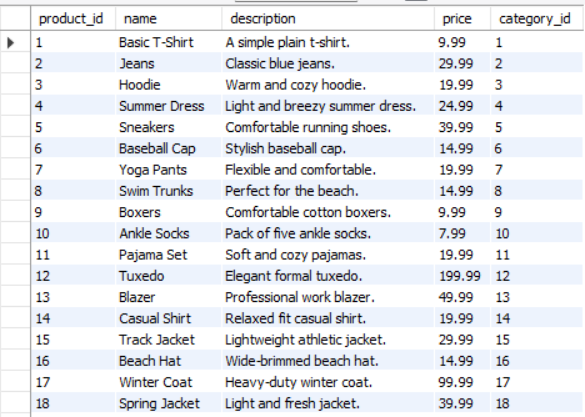 product_id name description price category_id
1 Basic T-Shirt A simple plain t-shirt. 9.99 1
2 Jeans Classic blue jeans. 29.99 2
3 Hoodie Warm and cozy hoodie. 19.99 3
4 Summer Dress Light and breezy summer dress. 24.99 4
5 Sneakers Comfortable running shoes. 39.99 5
6 Baseball Cap Stylish baseball cap. 14.99 6
7 Yoga Pants Flexible and comfortable. 19.99 7
8 Swim Trunks Perfect for the beach. 14.99 8
9 Boxers Comfortable cotton boxers. 9.99 9
10 Ankle Socks Pack of five ankle socks. 7.99 10
11 Pajama Set Soft and cozy pajamas. 19.99 11
12 Tuxedo Elegant formal tuxedo. 199.99 12
13 Blazer Professional work blazer. 49.99 13
14 Casual Shirt Relaxed fit casual shirt. 19.99 14
15 Track Jacket Lightweight athletic jacket. 29.99 15
16 Beach Hat Wide-brimmed beach hat. 14.99 16
17 Winter Coat Heavy-duty winter coat. 99.99 17
18 Spring Jacket Light and fresh jacket. 39.99 18